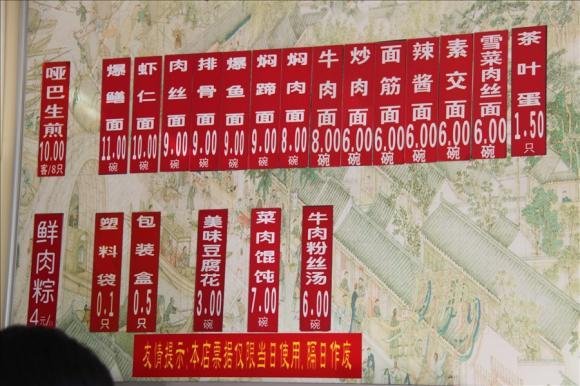 哑巴生煎 10.00 客/8只
爆鳝面 11.00 碗
虾仁面 10.00 碗
肉丝面 9.00 碗
排骨面 9.00 碗
爆鱼面 9.00 碗
焖蹄面 9.00 碗
焖肉面 8.00 碗
牛肉面 8.00 碗
炒肉面 6.00 碗
面筋面 6.00 碗
辣酱面 6.00 碗
素交面 6.00 碗
雪菜肉丝面 6.00 碗
茶叶蛋 1.50 只
鲜肉粽 4元/
塑料袋 0.1 只
包装盒 0.5 只
美味豆腐花 3.00 碗
菜肉馄饨 7.00 碗
牛肉粉丝汤 6.00 碗
友情提示,本店票据仅限当日使用,隔日作废